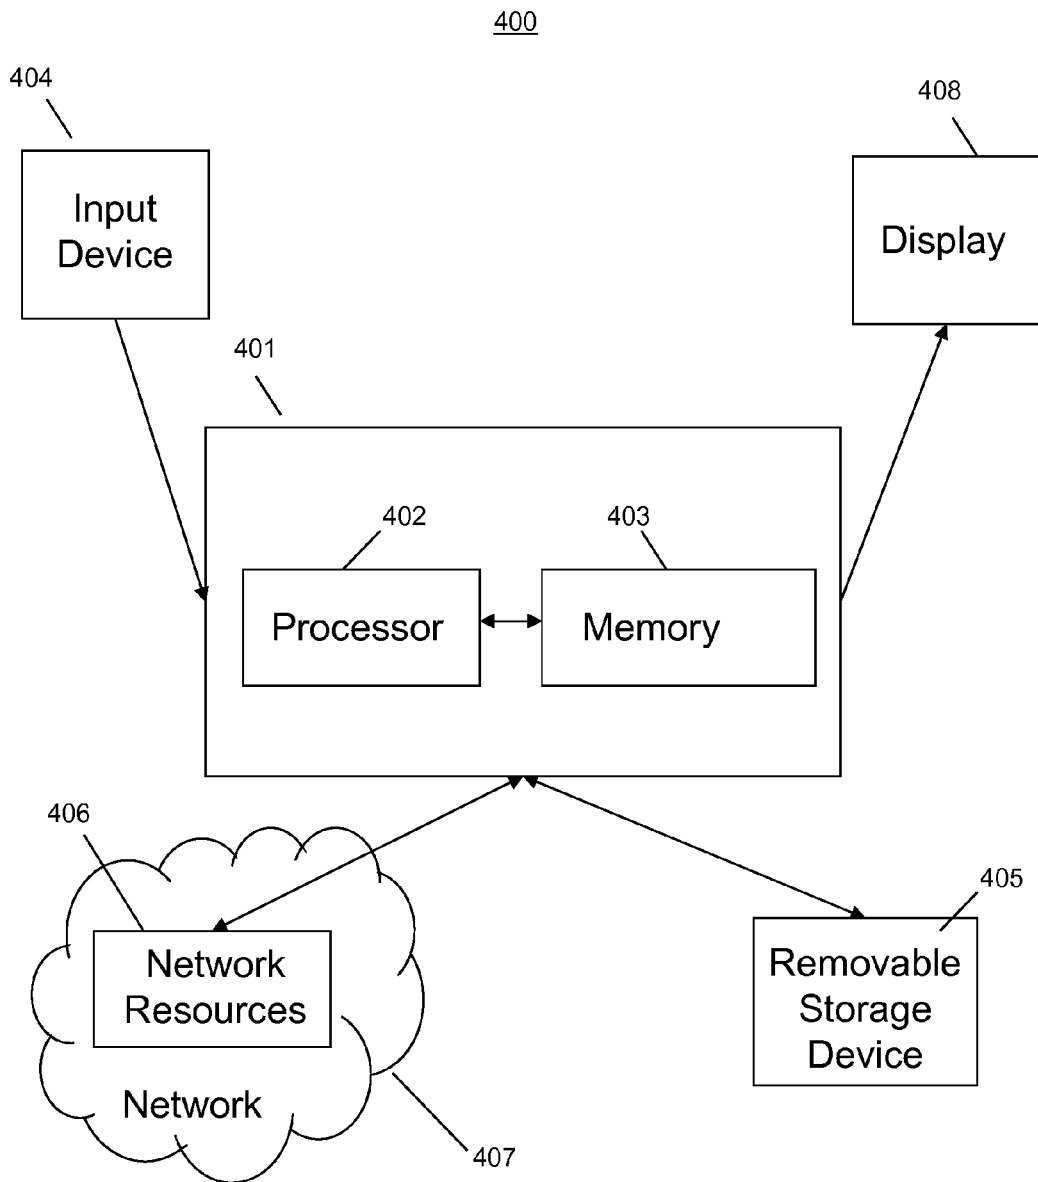 400
404
408
Input
Device
Display
401
402
403
Processor
Memory
406
405
Network
Resources
Removable
Storage
Device
Network
407